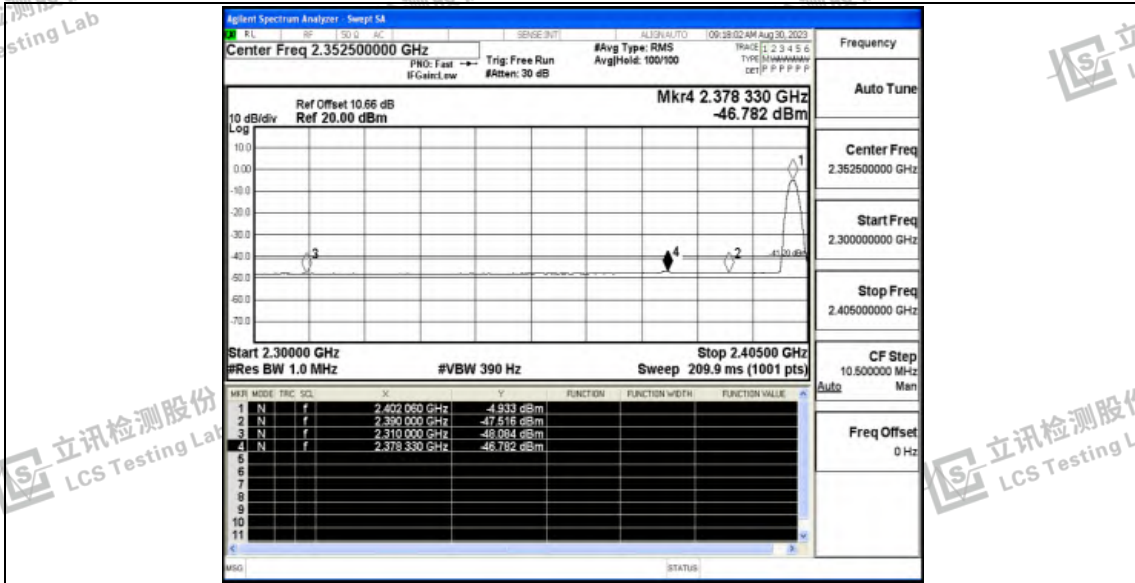 Agilent Spectrum Analyzer - Swept SA
RL RF 50 Ω AC SENSE:INT ALIGNAUTO 09:18:02 AM Aug 30, 2023
Center Freq 2.352500000 GHz
PNO: Fast
IFGain:Low
Trig: Free Run
#Atten: 30 dB
#Avg Type: RMS
Avg|Hold: 100/100
TRACE 1 2 3 4 5 6
TYPE
DET P P P P P P
Ref Offset 10.66 dB
10 dB/div Ref 20.00 dBm
Log
Mkr4 2.378 330 GHz
-46.782 dBm
10.0
0.00
-10.0
-20.0
-30.0
-40.0
-50.0
-60.0
-70.0
1
2
3
4
-41.20 dBm
Start 2.30000 GHz Stop 2.40500 GHz
#Res BW 1.0 MHz #VBW 390 Hz Sweep 209.9 ms (1001 pts)
MKR MODE TRC SCL X Y FUNCTION FUNCTION WIDTH FUNCTION VALUE
1 N f 2.402 060 GHz -4.933 dBm
2 N f 2.390 000 GHz -47.516 dBm
3 N f 2.310 000 GHz -48.084 dBm
4 N f 2.378 330 GHz -46.782 dBm
5
6
7
8
9
10
11
MSG STATUS
Frequency
Auto Tune
Center Freq
2.352500000 GHz
Start Freq
2.300000000 GHz
Stop Freq
2.405000000 GHz
CF Step
10.500000 MHz
Auto Man
Freq Offset
0 Hz
esting Lab
立讯检测股份
LCS Testing Lab
立讯检测股份
LCS Testing L